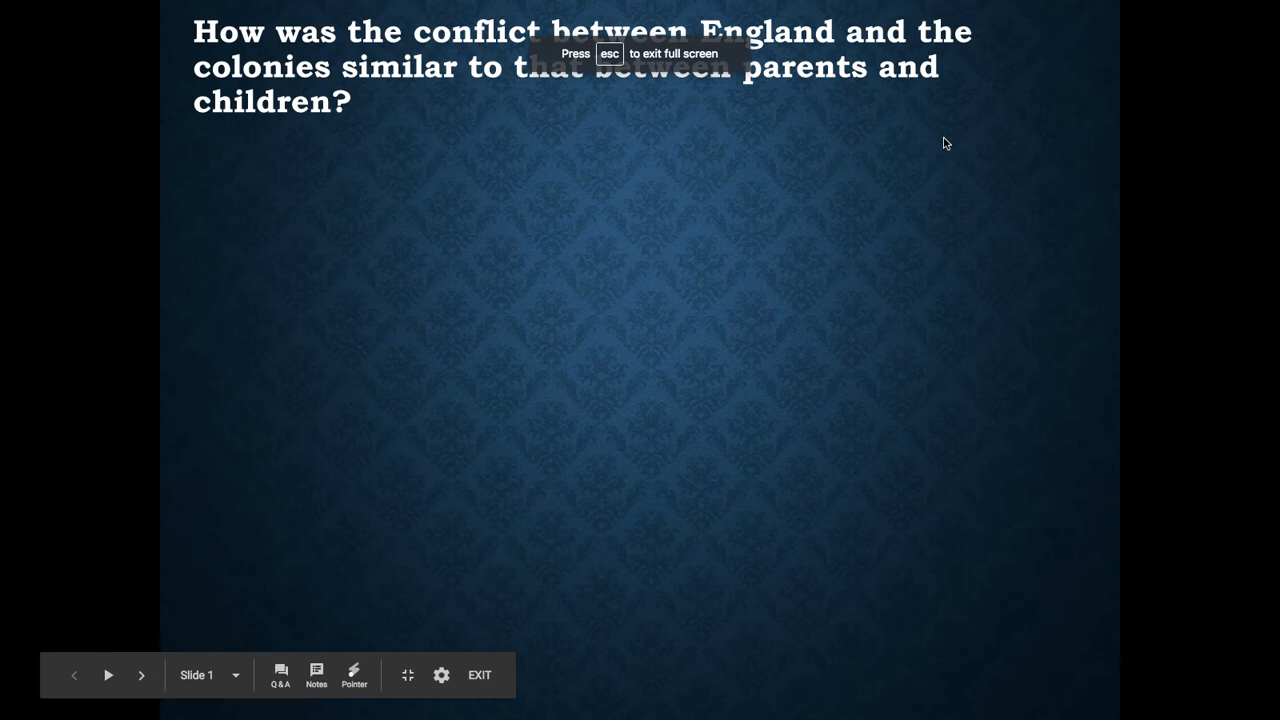 How was the conflict between England and the
Press esc to exit full screen
colonies similar to that between parents and
children?
Slide 1
Q & A
Notes
Pointer
EXIT